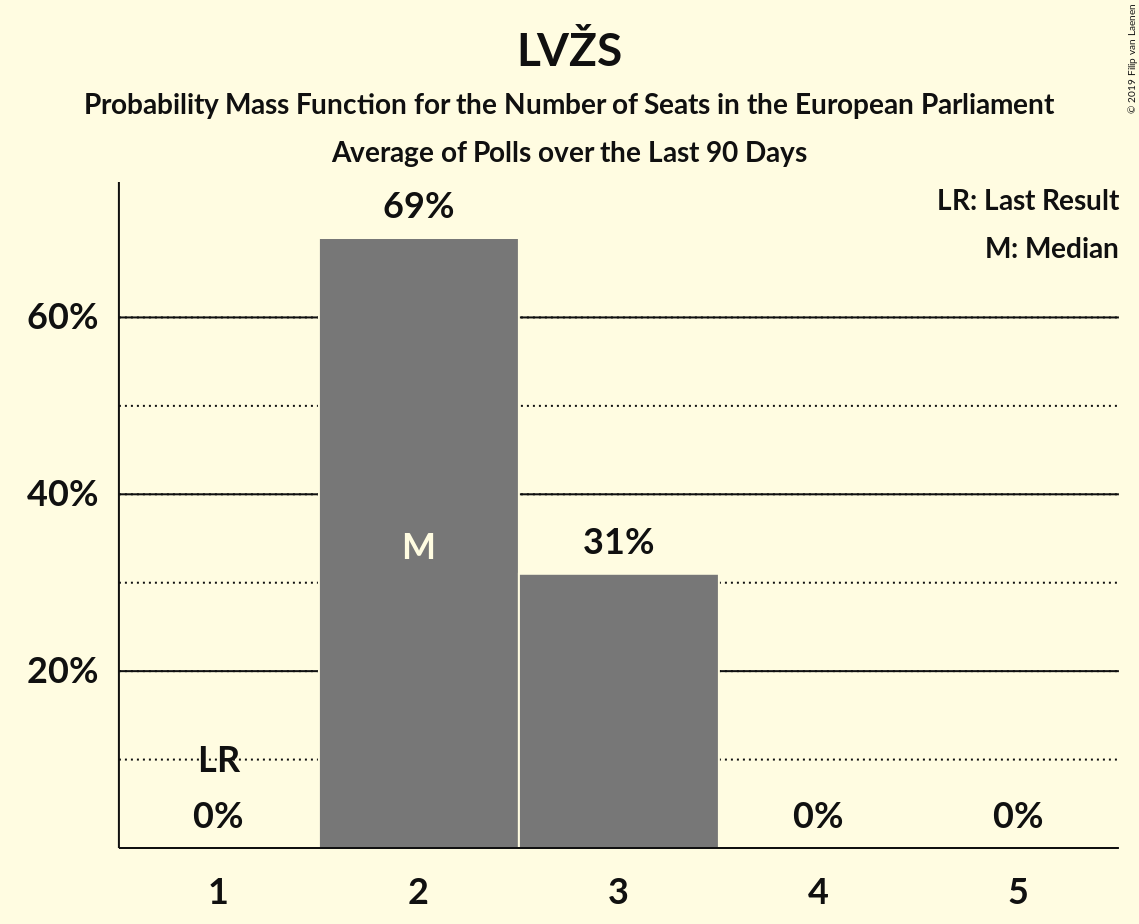 LVŽS
Probability Mass Function for the Number of Seats in the European Parliament
Average of Polls over the Last 90 Days
© 2019 Filip van Laenen
LR: Last Result
M: Median
69%
60%
40%
31%
M
20%
LR
0%
0%
0%
1 2 3 4 5